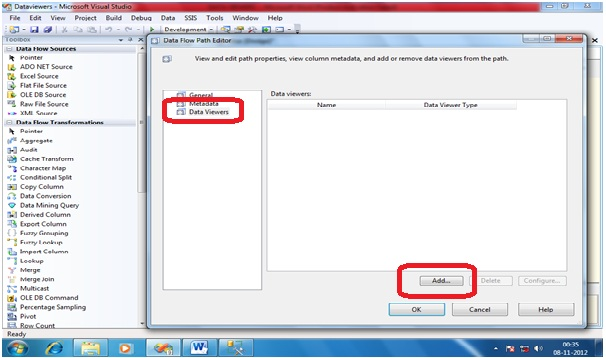 Dataviewers - Microsoft Visual Studio
File Edit View Project Build Debug Data SSIS Tools Window Help
Development
Toolbox
Data Flow Sources
Pointer
ADO NET Source
Excel Source
Flat File Source
OLE DB Source
Raw File Source
XML Source
Data Flow Transformations
Pointer
Aggregate
Audit
Cache Transform
Character Map
Conditional Split
Copy Column
Data Conversion
Data Mining Query
Derived Column
Export Column
Fuzzy Grouping
Fuzzy Lookup
Import Column
Lookup
Merge
Merge Join
Multicast
OLE DB Command
Percentage Sampling
Pivot
Row Count
Ready
Data Flow Path Editor
View and edit path properties, view column metadata, and add or remove data viewers from the path.
General
Metadata
Data Viewers
Data viewers:
Name Data Viewer Type
Add... Delete Configure...
OK Cancel Help
00:35
08-11-2012